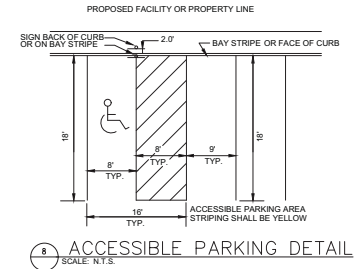 PROPOSED FACILITY OR PROPERTY LINE
SIGN BACK OF CURB
OR ON BAY STRIPE
2.0'
BAY STRIPE OR FACE OF CURB
18'
18'
8'
TYP.
9'
TYP.
8'
TYP.
16'
TYP.
ACCESSIBLE PARKING AREA
STRIPING SHALL BE YELLOW
8
ACCESSIBLE PARKING DETAIL
SCALE: N.T.S.